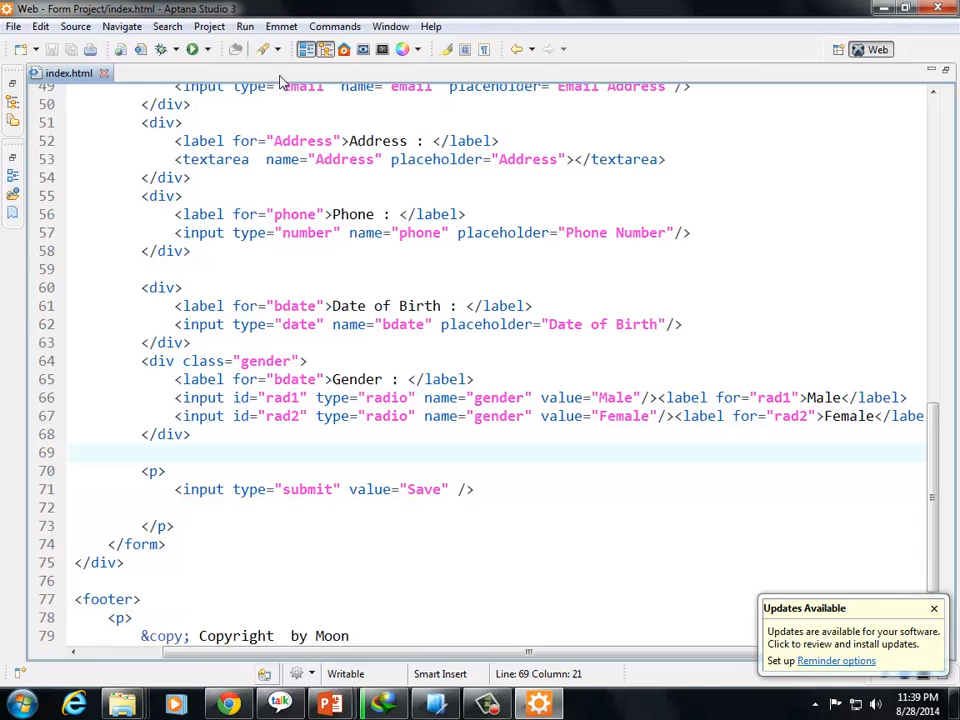 Web - Form Project/index.html - Aptana Studio 3
File Edit Source Navigate Search Project Run Emmet Commands Window Help
Web
index.html
49 <input type="email" name="email" placeholder="Email Address"/>
50 </div>
51 <div>
52 <label for="Address">Address : </label>
53 <textarea  name="Address" placeholder="Address"></textarea>
54 </div>
55 <div>
56 <label for="phone">Phone : </label>
57 <input type="number" name="phone" placeholder="Phone Number"/>
58 </div>
59
60 <div>
61 <label for="bdate">Date of Birth : </label>
62 <input type="date" name="bdate" placeholder="Date of Birth"/>
63 </div>
64 <div class="gender">
65 <label for="bdate">Gender : </label>
66 <input id="rad1" type="radio" name="gender" value="Male"/><label for="rad1">Male</label>
67 <input id="rad2" type="radio" name="gender" value="Female"/><label for="rad2">Female</labe
68 </div>
69
70 <p>
71 <input type="submit" value="Save" />
72
73 </p>
74 </form>
75 </div>
76
77 <footer>
78 <p>
79 &copy; Copyright  by Moon
Updates Available
Updates are available for your software.
Click to review and install updates.
Set up Reminder options
Writable Smart Insert Line: 69 Column: 21
talk
11:39 PM
8/28/2014